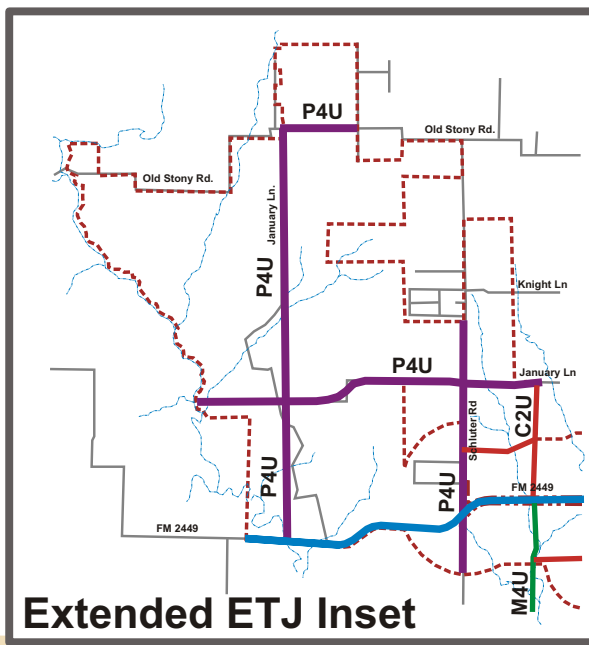 P4U
Old Stony Rd.
Old Stony Rd.
January Ln.
P4U
Knight Ln
P4U
January Ln
C2U
Schluter Rd
P4U
P4U
FM 2449
FM 2449
M4U
Extended ETJ Inset